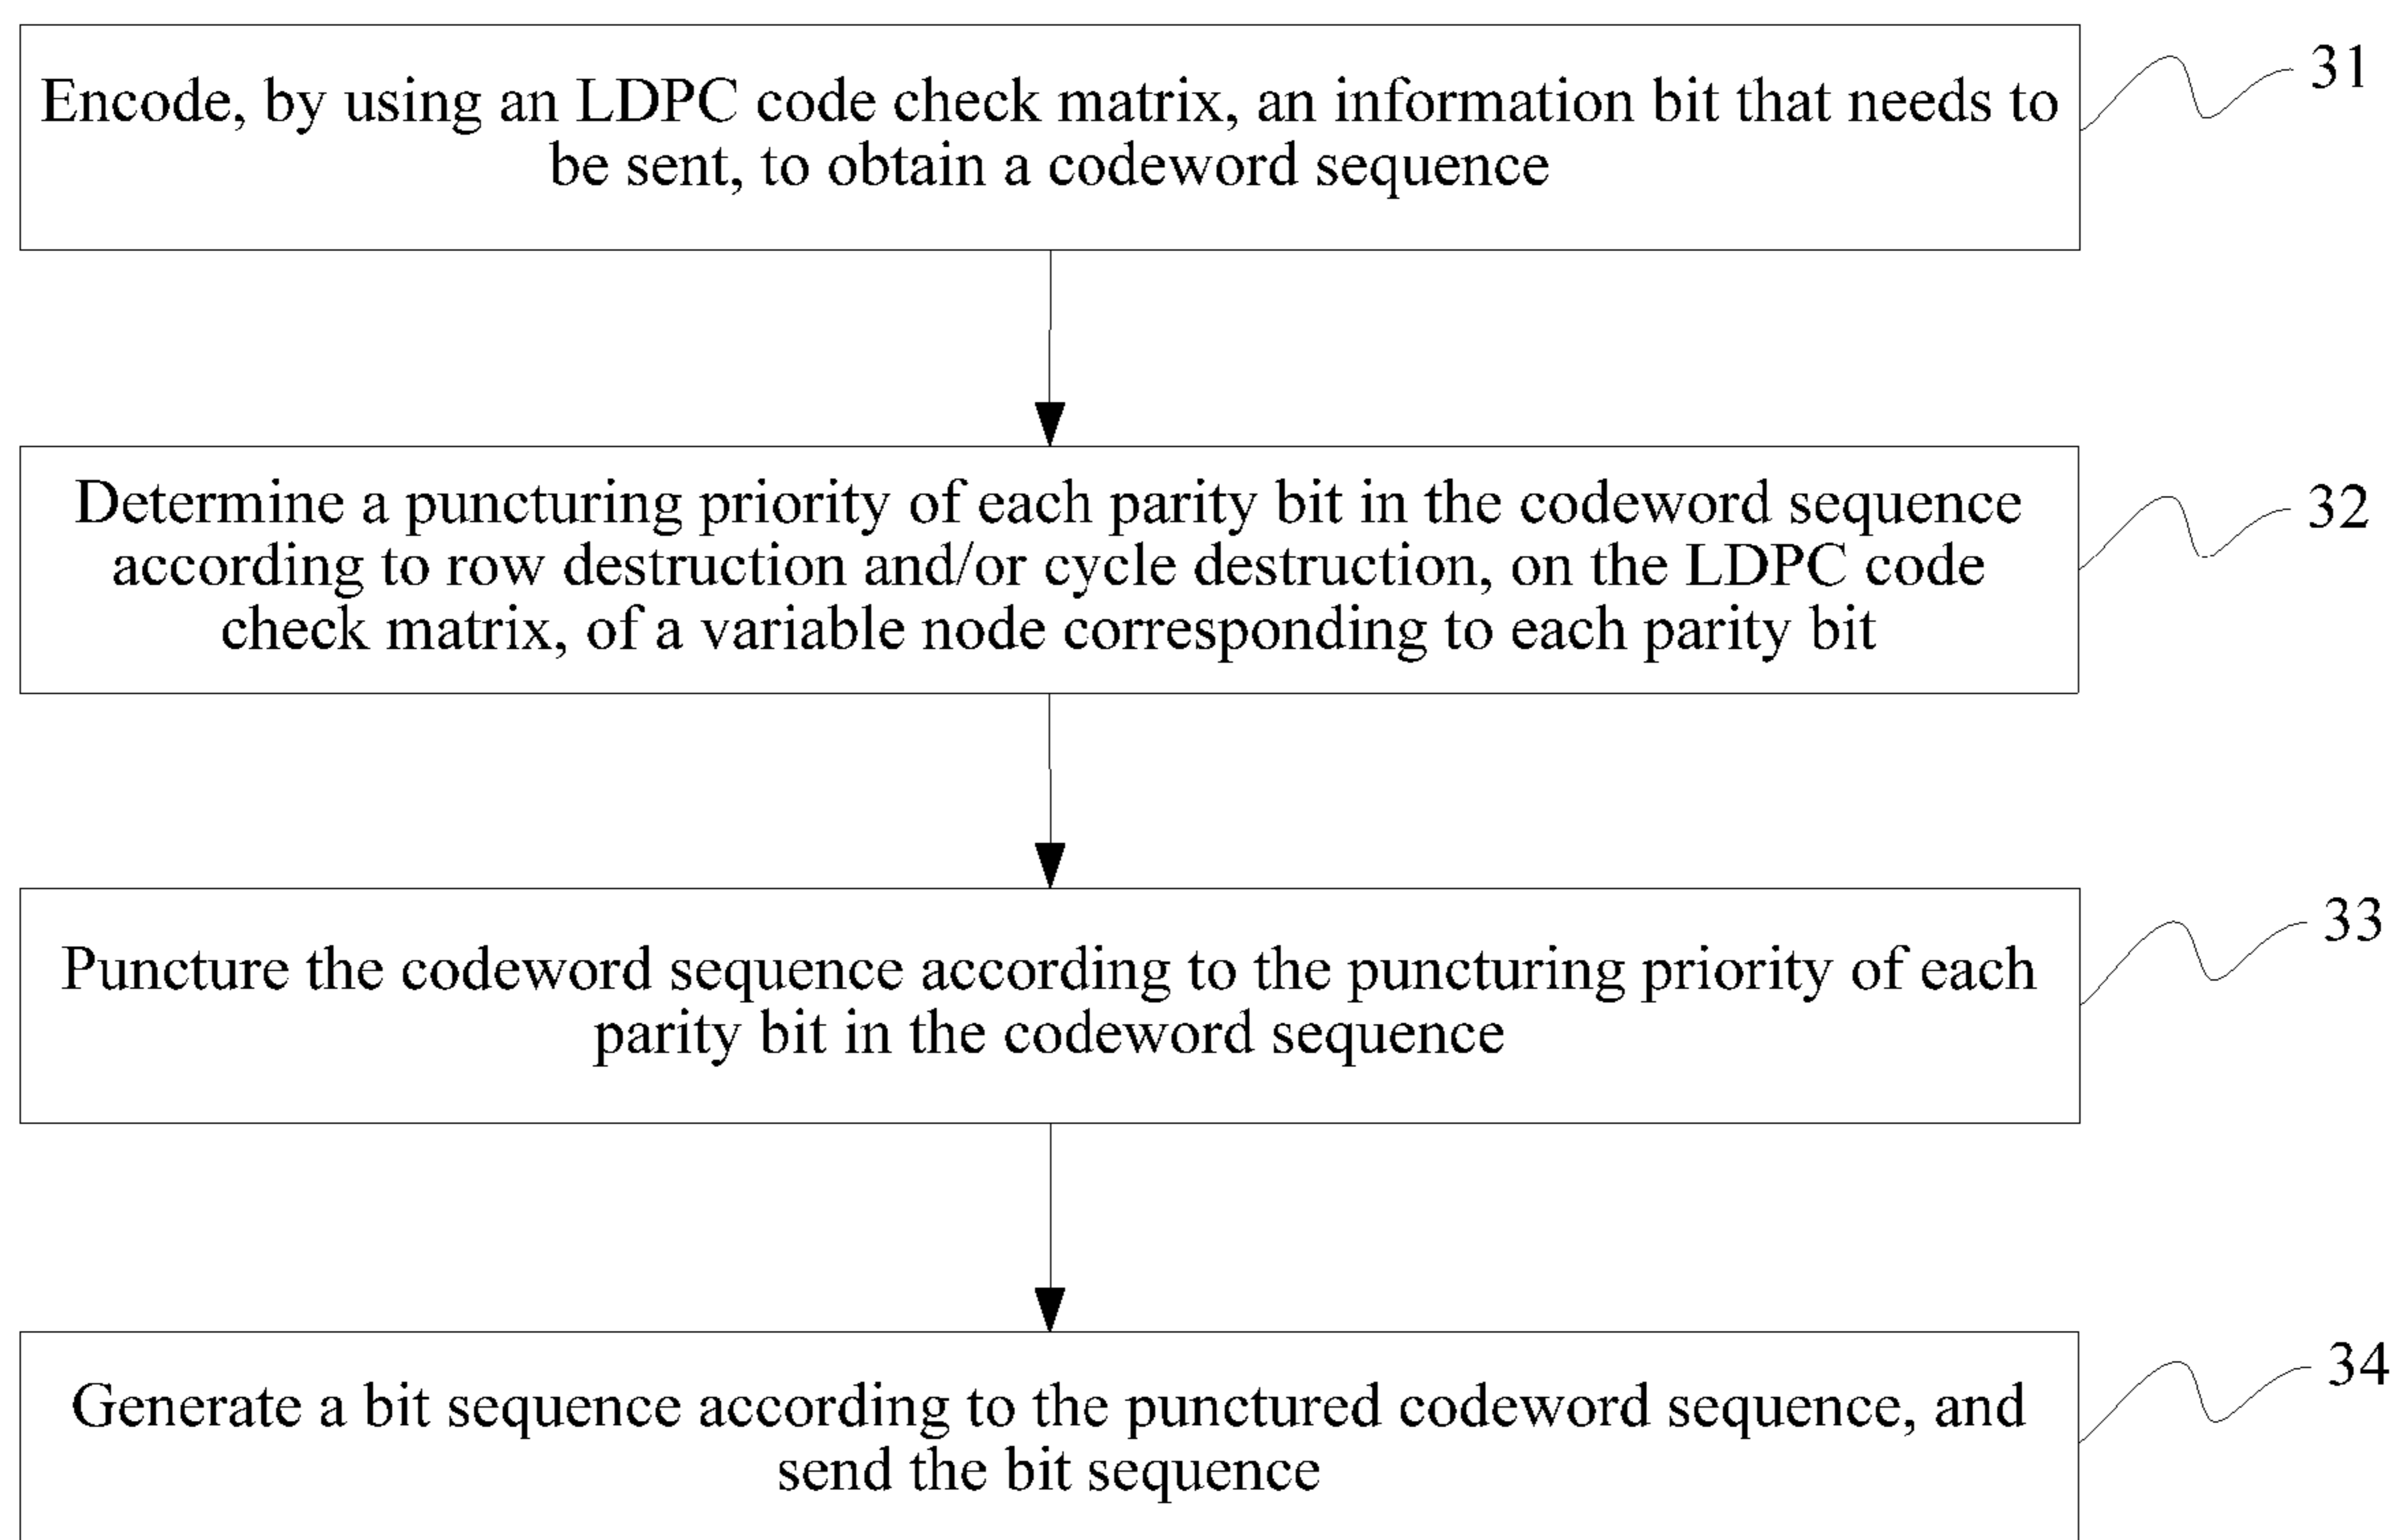 Encode, by using an LDPC code check matrix, an information bit that needs to
be sent, to obtain a codeword sequence
31
Determine a puncturing priority of each parity bit in the codeword sequence
according to row destruction and/or cycle destruction, on the LDPC code
check matrix, of a variable node corresponding to each parity bit
32
Puncture the codeword sequence according to the puncturing priority of each
parity bit in the codeword sequence
33
Generate a bit sequence according to the punctured codeword sequence, and
send the bit sequence
34